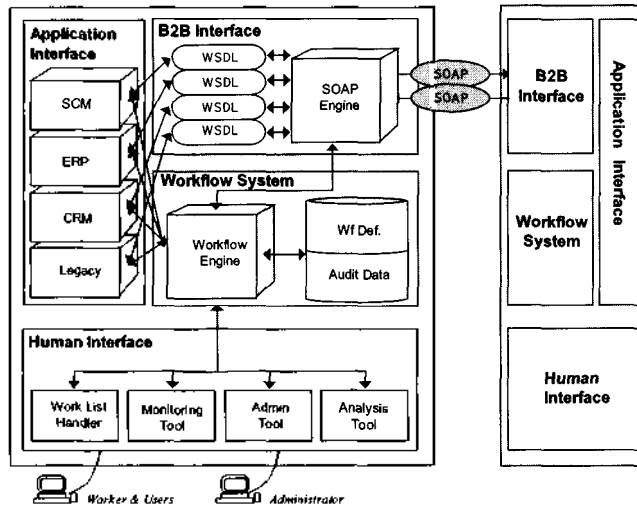 Application
Interface
SCM
ERP
CRM
Legacy
B2B Interface
WSDL
WSDL
WSDL
WSDL
SOAP
Engine
SOAP
SOAP
Workflow System
Workflow
Engine
Wf Def.
Audit Data
Human Interface
Work List
Handler
Monitoring
Tool
Admin
Tool
Analysis
Tool
Worker & Users
Administrator
B2B
Interface
Application Interface
Workflow
System
Human
Interface